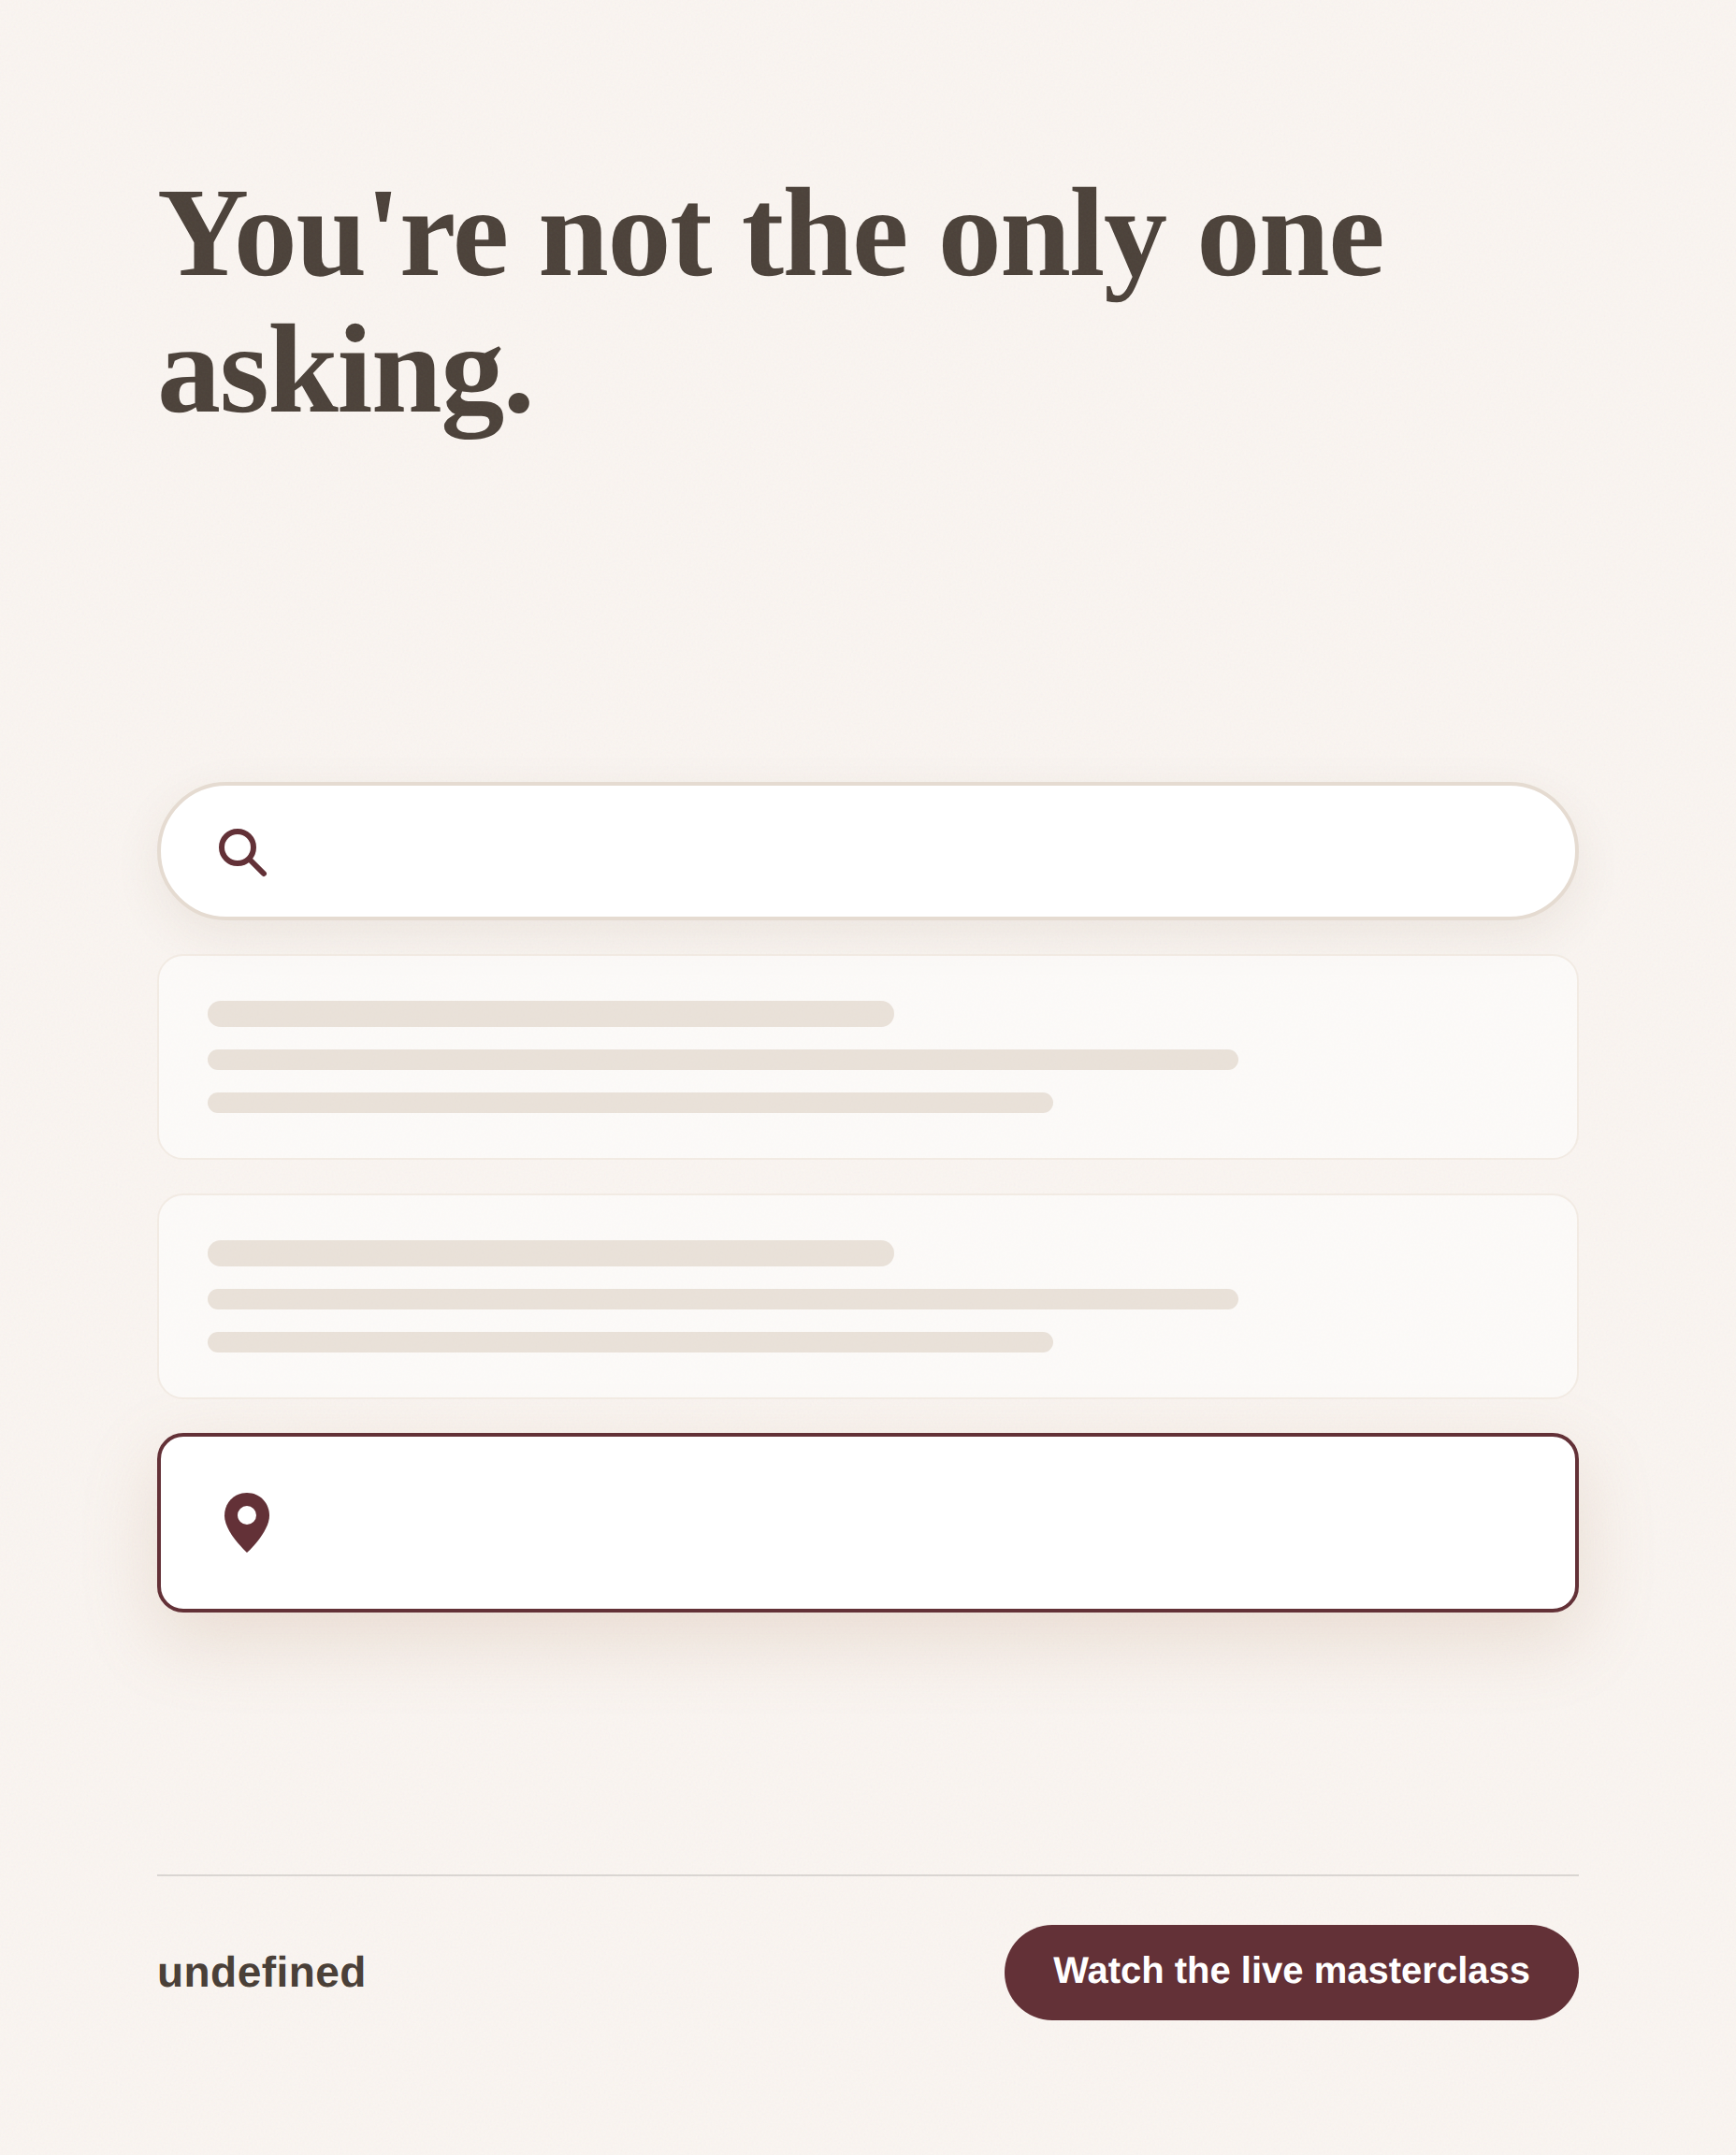 You're not the only one
asking.
undefined
Watch the live masterclass